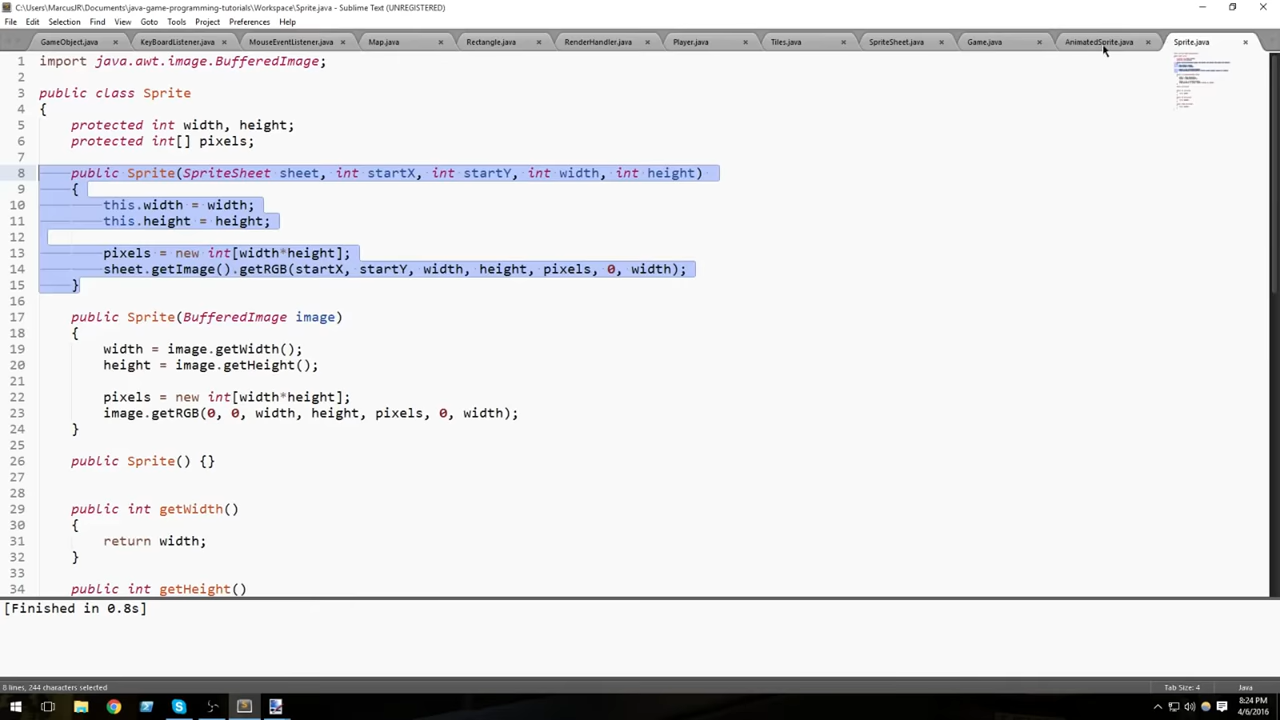 C:\Users\MarcusJR\Documents\java-game-programming-tutorials\Workspace\Sprite.java - Sublime Text (UNREGISTERED)
File Edit Selection Find View Goto Tools Project Preferences Help
GameObject.java KeyBoardListener.java MouseEventListener.java Map.java Rectangle.java RenderHandler.java Player.java Tiles.java SpriteSheet.java Game.java AnimatedSprite.java Sprite.java
1 import java.awt.image.BufferedImage;
2
3 public class Sprite
4 {
5 protected int width, height;
6 protected int[] pixels;
7
8 public Sprite(SpriteSheet sheet, int startX, int startY, int width, int height)
9 {
10 this.width = width;
11 this.height = height;
12
13 pixels = new int[width*height];
14 sheet.getImage().getRGB(startX, startY, width, height, pixels, 0, width);
15 }
16
17 public Sprite(BufferedImage image)
18 {
19 width = image.getWidth();
20 height = image.getHeight();
21
22 pixels = new int[width*height];
23 image.getRGB(0, 0, width, height, pixels, 0, width);
24 }
25
26 public Sprite() {}
27
28
29 public int getWidth()
30 {
31 return width;
32 }
33
34 public int getHeight()
[Finished in 0.8s]
8 lines, 244 characters selected Tab Size: 4 Java
8:24 PM
4/6/2016